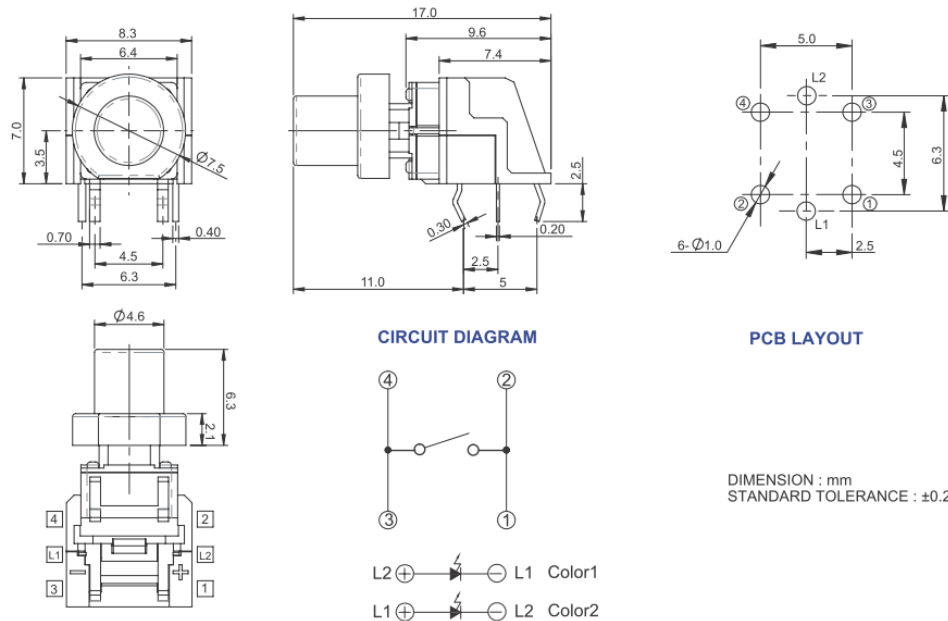 8.3
6.4
7.0
3.5
Φ7.5
0.70
0.40
4.5
6.3
17.0
9.6
7.4
2.5
0.30
0.20
2.5
11.0
5
5.0
L2
④
③
4.5
6.3
②
①
L1
6-Φ1.0
2.5
Φ4.6
6.3
2.1
4
2
L1
L2
− +
3
1
CIRCUIT DIAGRAM
④ ②
③ ①
L2 ⊕ ⊖ L1 Color1
L1 ⊕ ⊖ L2 Color2
PCB LAYOUT
DIMENSION : mm
STANDARD TOLERANCE : ±0.2